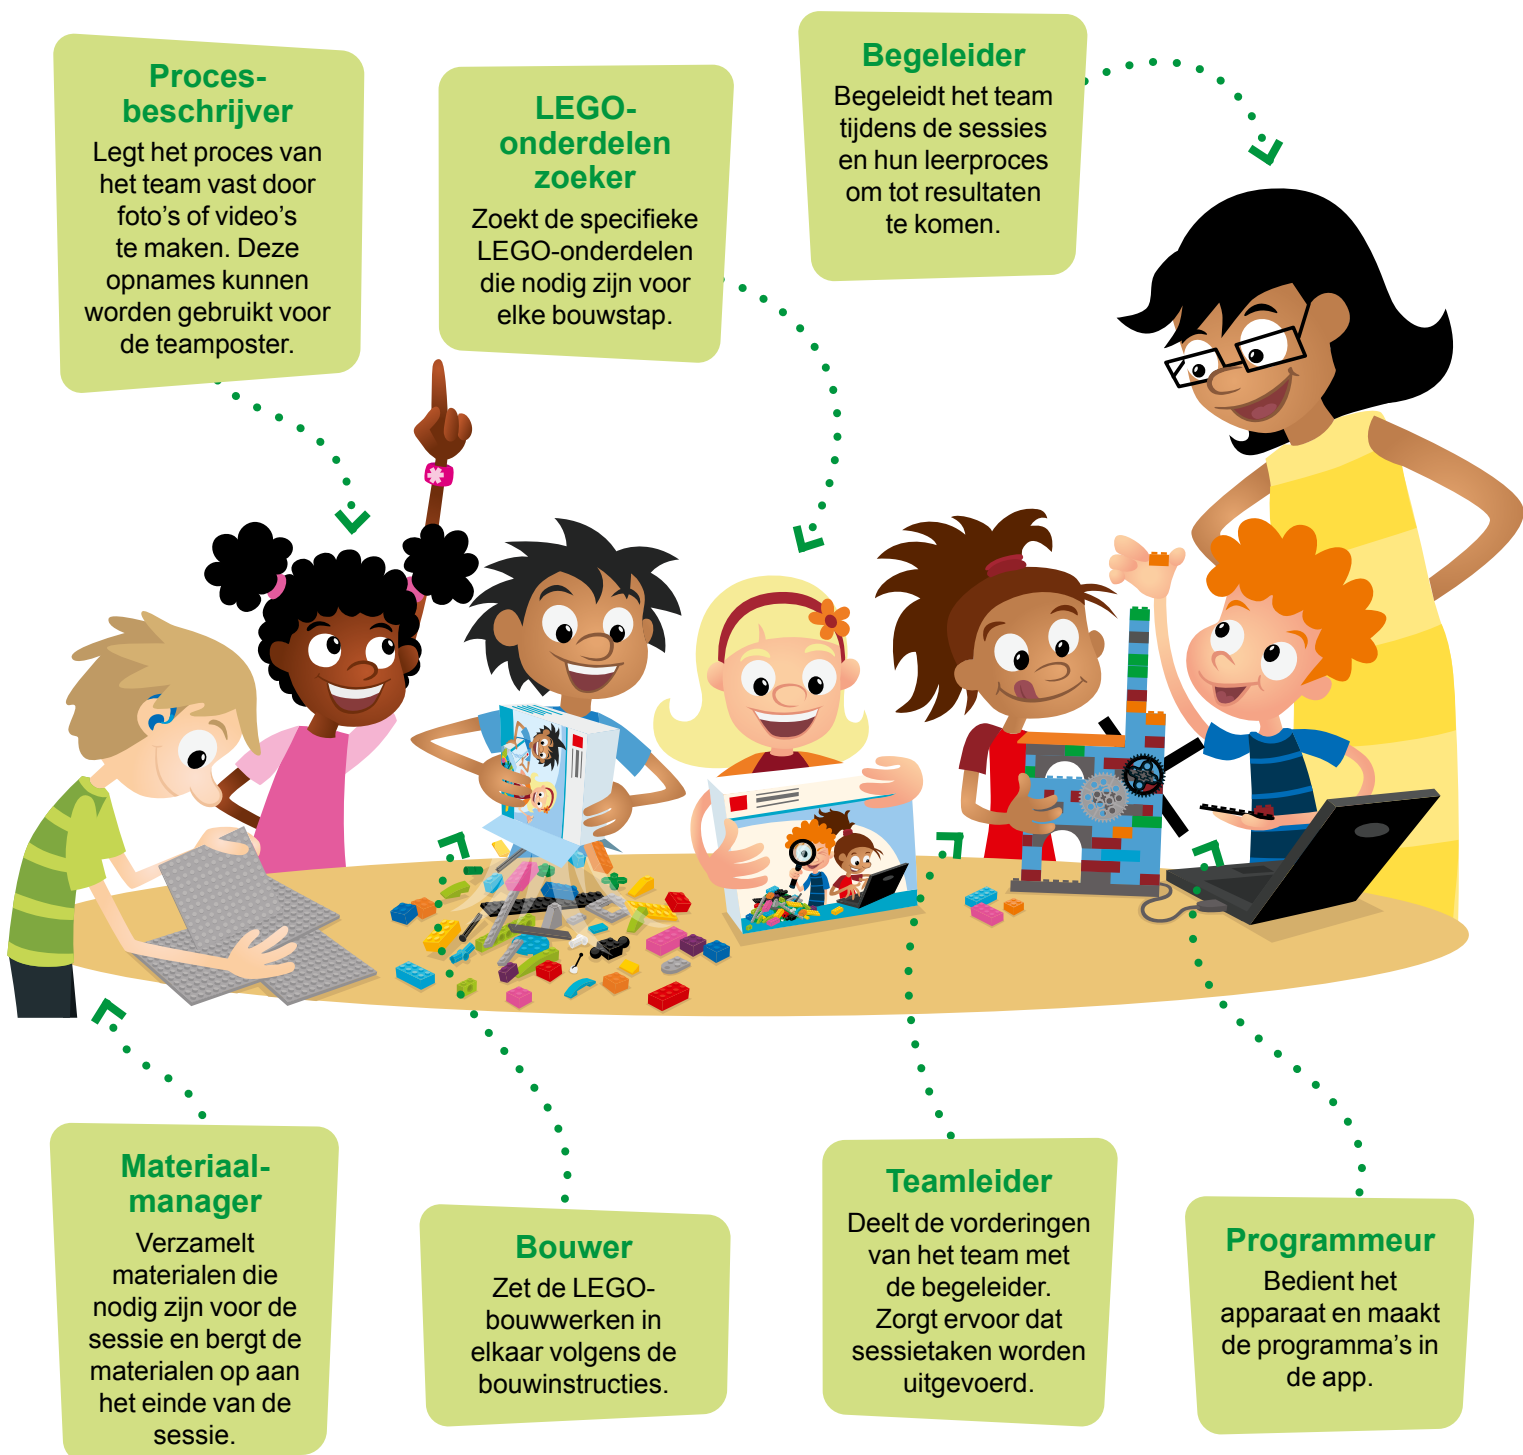 Proces-
beschrijver
Legt het proces van
het team vast door
foto’s of video’s
te maken. Deze
opnames kunnen
worden gebruikt voor
de teamposter.
LEGO-
onderdelen
zoeker
Zoekt de specifieke
LEGO-onderdelen
die nodig zijn voor
elke bouwstap.
Begeleider
Begeleidt het team
tijdens de sessies
en hun leerproces
om tot resultaten
te komen.
Materiaal-
manager
Verzamelt
materialen die
nodig zijn voor de
sessie en bergt de
materialen op aan
het einde van de
sessie.
Bouwer
Zet de LEGO-
bouwwerken in
elkaar volgens de
bouwinstructies.
Teamleider
Deelt de vorderingen
van het team met
de begeleider.
Zorgt ervoor dat
sessietaken worden
uitgevoerd.
Programmeur
Bedient het
apparaat en maakt
de programma’s in
de app.